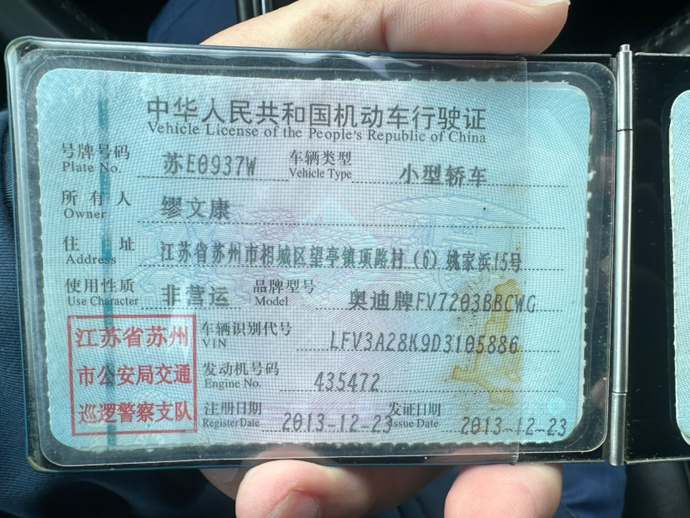 中华人民共和国机动车行驶证
Vehicle License of the People's Republic of China
号牌号码 苏E0937W 车辆类型 小型轿车
Plate No. Vehicle Type
所有人 缪文康
Owner
住址 江苏省苏州市相城区望亭镇项路村(6)姚家浜15号
Address
使用性质 非营运 品牌型号 奥迪牌FV7203BBCWG
Use Character Model
江苏省苏州
市公安局交通
巡逻警察支队
车辆识别代号 LFV3A28K9D3105886
VIN
发动机号码 435472
Engine No.
注册日期 2013-12-23 发证日期 2013-12-23
Register Date Issue Date